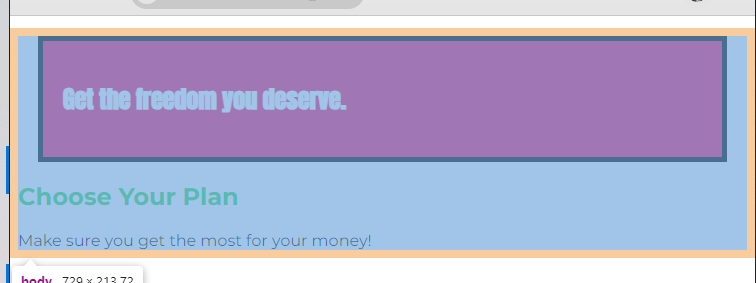 Get the freedom you deserve.
Choose Your Plan
Make sure you get the most for your money!
body 729 × 213.72